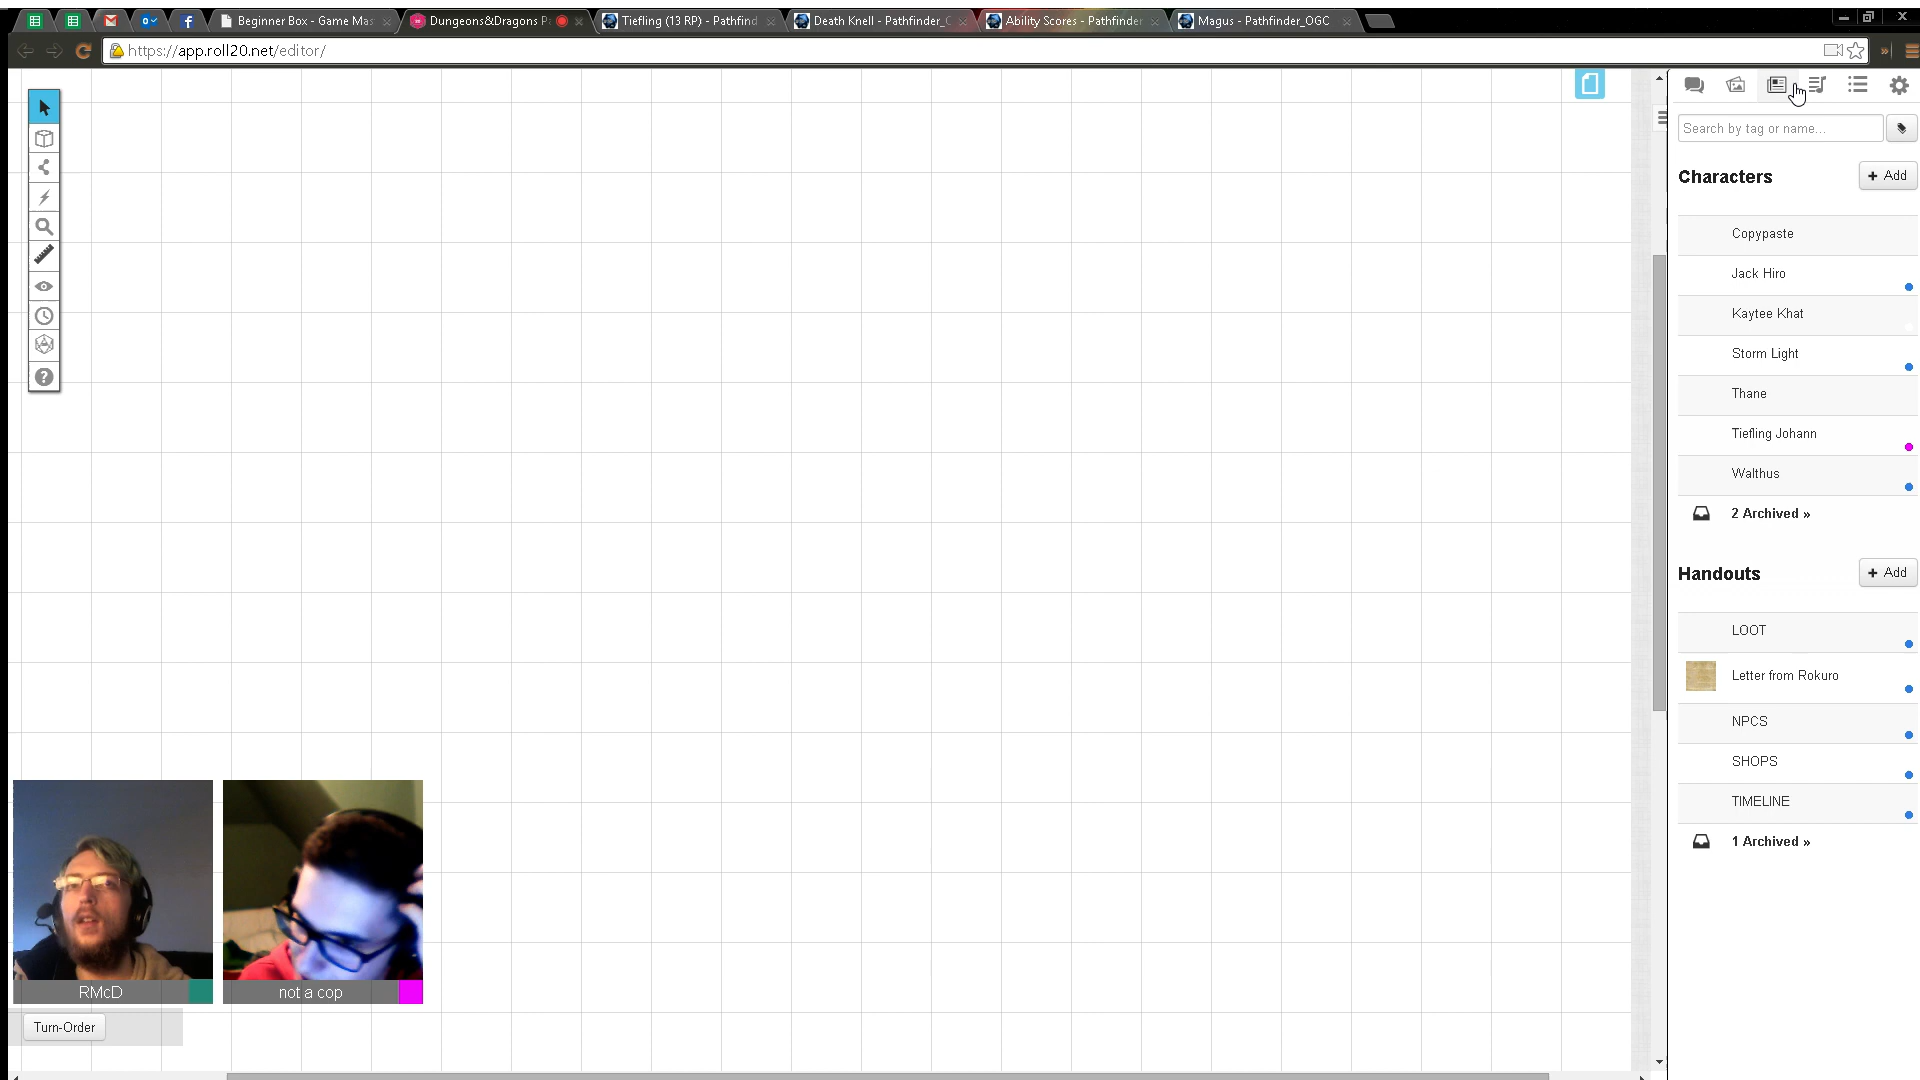 Beginner Box - Game Mas
Dungeons&Dragons Pa
Tiefling (13 RP) - Pathfind
Death Knell - Pathfinder_O
Ability Scores - Pathfinder
Magus - Pathfinder_OGC
https://app.roll20.net/editor/
Search by tag or name...
Characters
+ Add
Copypaste
Jack Hiro
Kaytee Khat
Storm Light
Thane
Tiefling Johann
Walthus
2 Archived »
Handouts
+ Add
LOOT
Letter from Rokuro
NPCS
SHOPS
TIMELINE
1 Archived »
RMcD
not a cop
Turn-Order